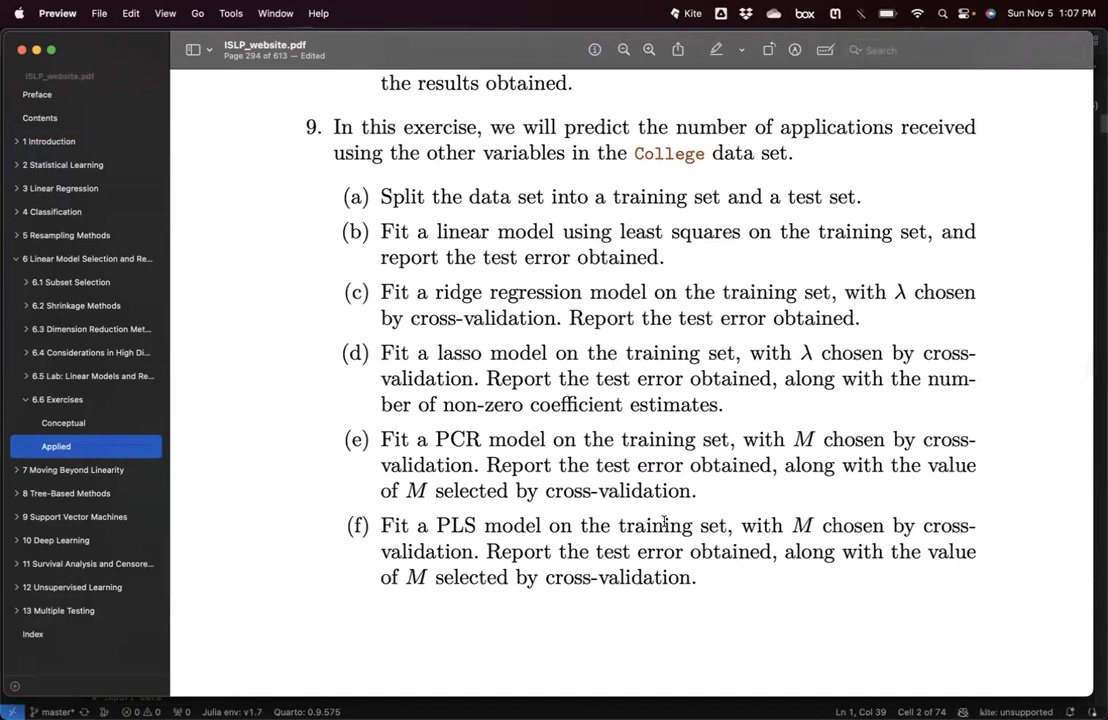 Preview File Edit View Go Tools Window Help Kite box Sun Nov 5 1:07 PM
ISLP_website.pdf
Page 294 of 613 — Edited
Search
ISLP_website.pdf
Preface
Contents
1 Introduction
2 Statistical Learning
3 Linear Regression
4 Classification
5 Resampling Methods
6 Linear Model Selection and Re...
6.1 Subset Selection
6.2 Shrinkage Methods
6.3 Dimension Reduction Met...
6.4 Considerations in High Di...
6.5 Lab: Linear Models and Re...
6.6 Exercises
Conceptual
Applied
7 Moving Beyond Linearity
8 Tree-Based Methods
9 Support Vector Machines
10 Deep Learning
11 Survival Analysis and Censore...
12 Unsupervised Learning
13 Multiple Testing
Index
the results obtained.
9. In this exercise, we will predict the number of applications received
using the other variables in the College data set.
(a) Split the data set into a training set and a test set.
(b) Fit a linear model using least squares on the training set, and
report the test error obtained.
(c) Fit a ridge regression model on the training set, with λ chosen
by cross-validation. Report the test error obtained.
(d) Fit a lasso model on the training set, with λ chosen by cross-
validation. Report the test error obtained, along with the num-
ber of non-zero coefficient estimates.
(e) Fit a PCR model on the training set, with M chosen by cross-
validation. Report the test error obtained, along with the value
of M selected by cross-validation.
(f) Fit a PLS model on the training set, with M chosen by cross-
validation. Report the test error obtained, along with the value
of M selected by cross-validation.
master* 0 0 0 Julia env: v1.7 Quarto: 0.9.575 Ln 1, Col 39 Cell 2 of 74 kite: unsupported